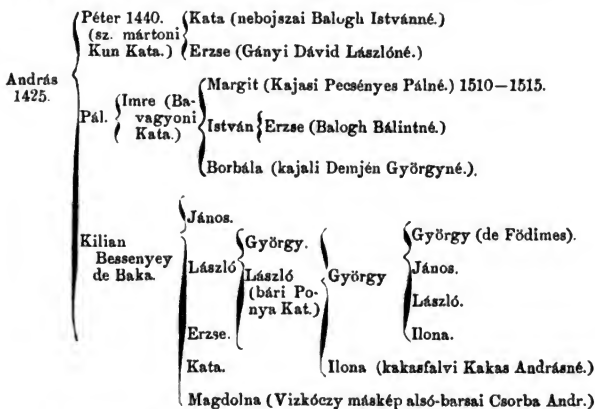 Péter 1440.
(sz. mártoni
Kun Kata.)
Kata (nebojszai Balogh Istvánné.)
Erzse (Gányi Dávid Lászlóné.)
András
1425.
Pál.
Imre (Ba-
vagyoni
Kata.)
Margit (Kajasi Pecsényes Pálné.) 1510—1515.
István
Erzse (Balogh Bálintné.)
Borbála (kajali Demjén Györgyné.)
Kilian
Bessenyey
de Baka.
János.
László
György.
László
(bári Po-
nya Kat.)
György
György (de Födimes).
János.
László.
Ilona.
Ilona (kakasfalvi Kakas Andrásné.)
Erzse.
Kata.
Magdolna (Vizkóczy máskép alsó-barsai Csorba Andr.)